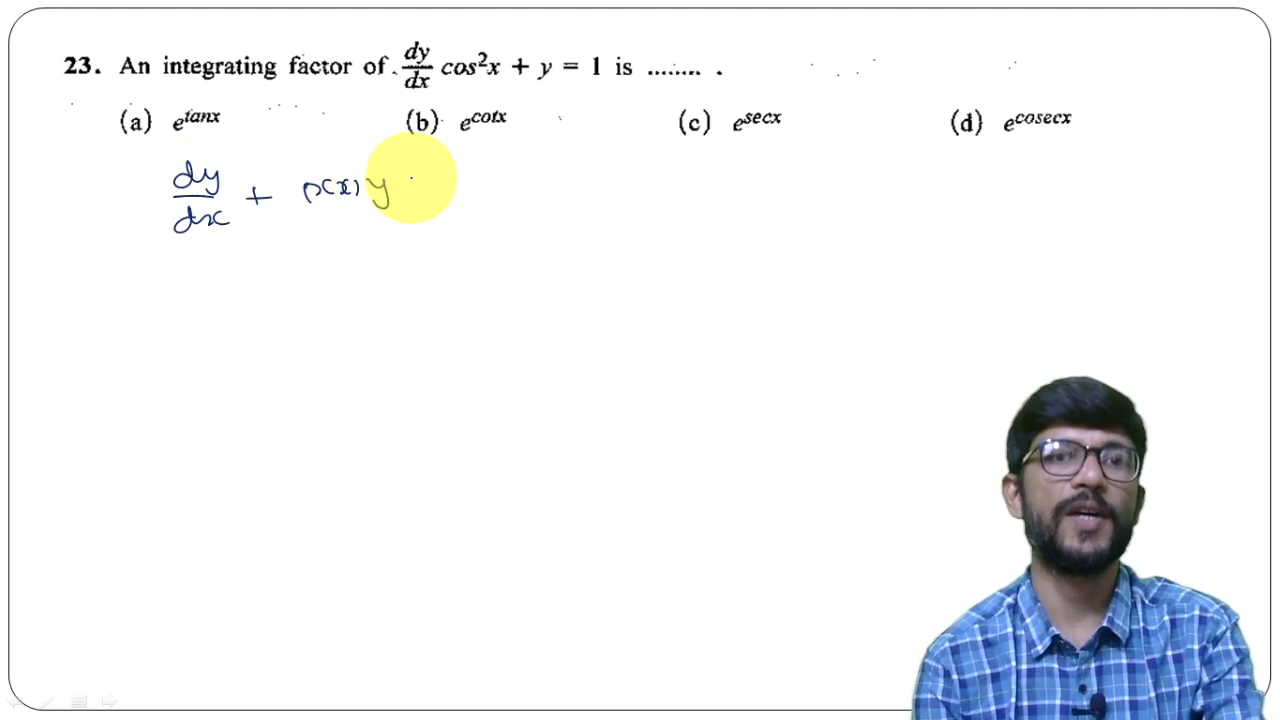 23. An integrating factor of dy/dx cos²x + y = 1 is ........ .
(a) e^tanx (b) e^cotx (c) e^secx (d) e^cosecx
dy/dx + p(x) y